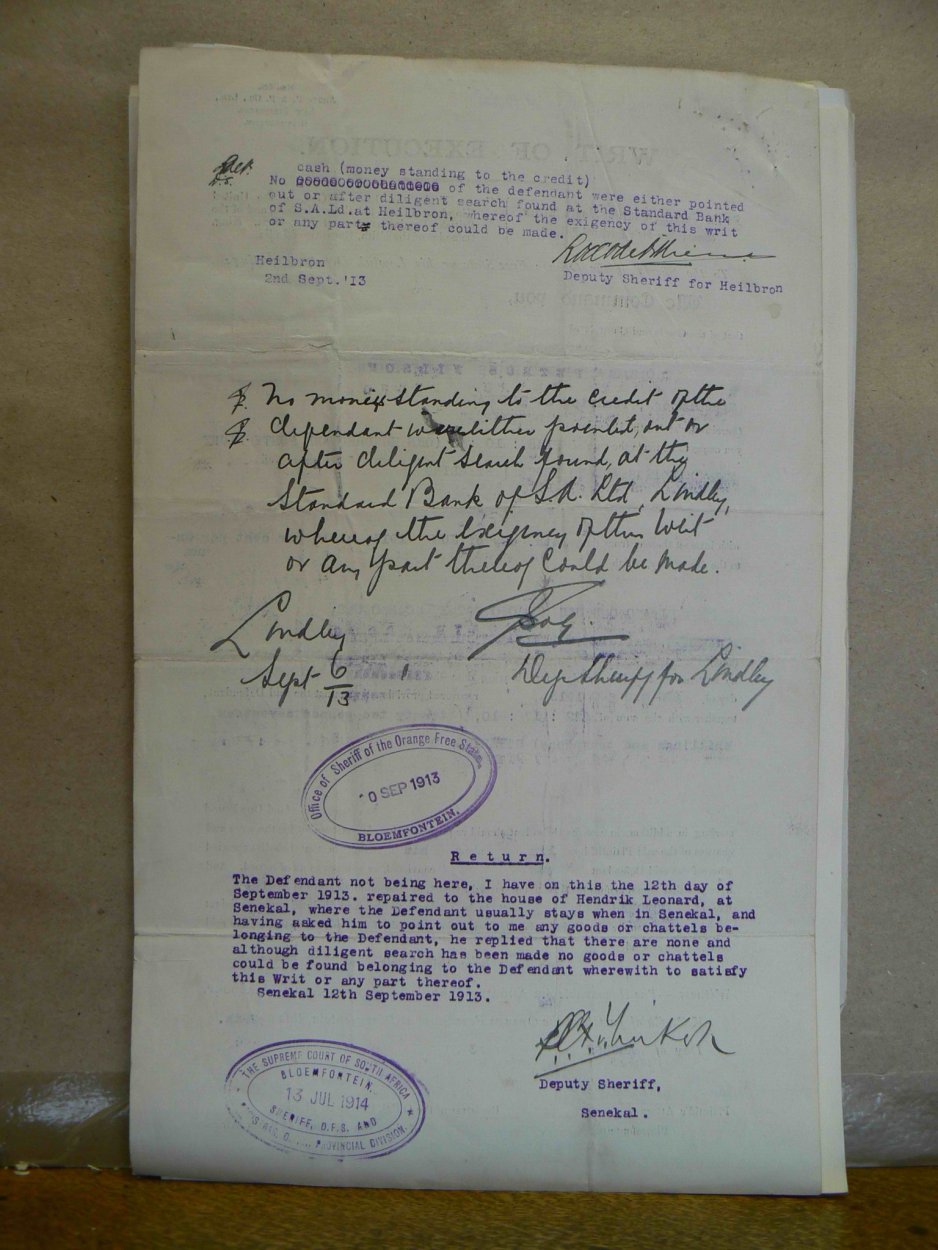 cash (money standing to the credit)
No of the defendant were either pointed
out or after diligent search found at the Standard Bank
of S.A.Ld.at Heilbron, whereof the exigency of this writ
or any part thereof could be made.
Heilbron
2nd Sept.'13
Deputy Sheriff for Heilbron
No money standing to the credit of the
defendant were either pointed, out or
after diligent search found, at the
Standard Bank of S.A. Ltd, Lindley,
whereof the Exigency of this Writ
or any part thereof Could be made.
Lindley
Sept 6/13
Dep Sheriff for Lindley
Office of Sheriff of the Orange Free State
0 SEP 1913
BLOEMFONTEIN.
Return.
The Defendant not being here, I have on this the 12th day of
September 1913. repaired to the house of Hendrik Leonard, at
Senekal, where the Defendant usually stays when in Senekal, and
having asked him to point out to me any goods or chattels be-
longing to the Defendant, he replied that there are none and
although diligent search has been made no goods or chattels
could be found belonging to the Defendant wherewith to satisfy
this Writ or any part thereof.
Senekal 12th September 1913.
Deputy Sheriff,
Senekal.
THE SUPREME COURT OF SOUTH AFRICA
BLOEMFONTEIN.
13 JUL 1914
SHERIFF, O.F.S. AND
PROVINCIAL DIVISION.